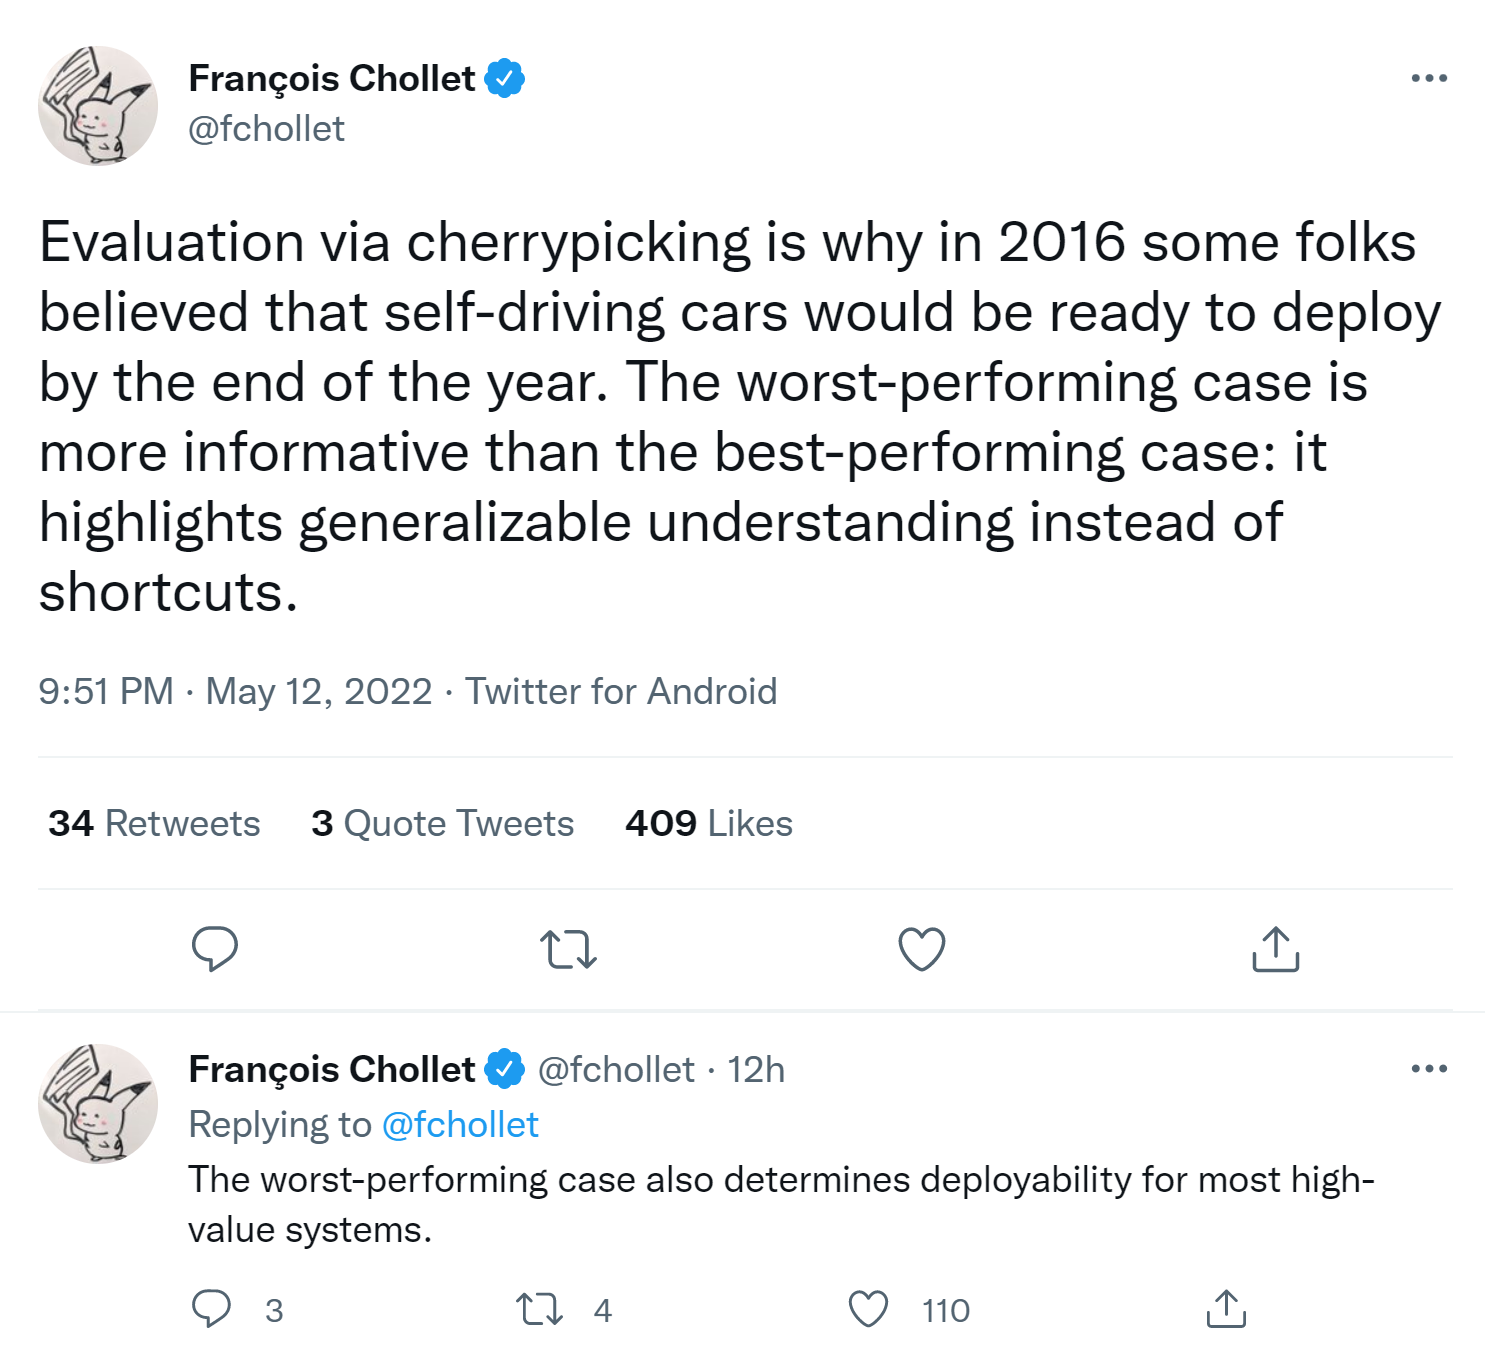 François Chollet
@fchollet
Evaluation via cherrypicking is why in 2016 some folks
believed that self-driving cars would be ready to deploy
by the end of the year. The worst-performing case is
more informative than the best-performing case: it
highlights generalizable understanding instead of
shortcuts.
9:51 PM · May 12, 2022 · Twitter for Android
34 Retweets 3 Quote Tweets 409 Likes
François Chollet @fchollet · 12h
Replying to @fchollet
The worst-performing case also determines deployability for most high-
value systems.
3 4 110